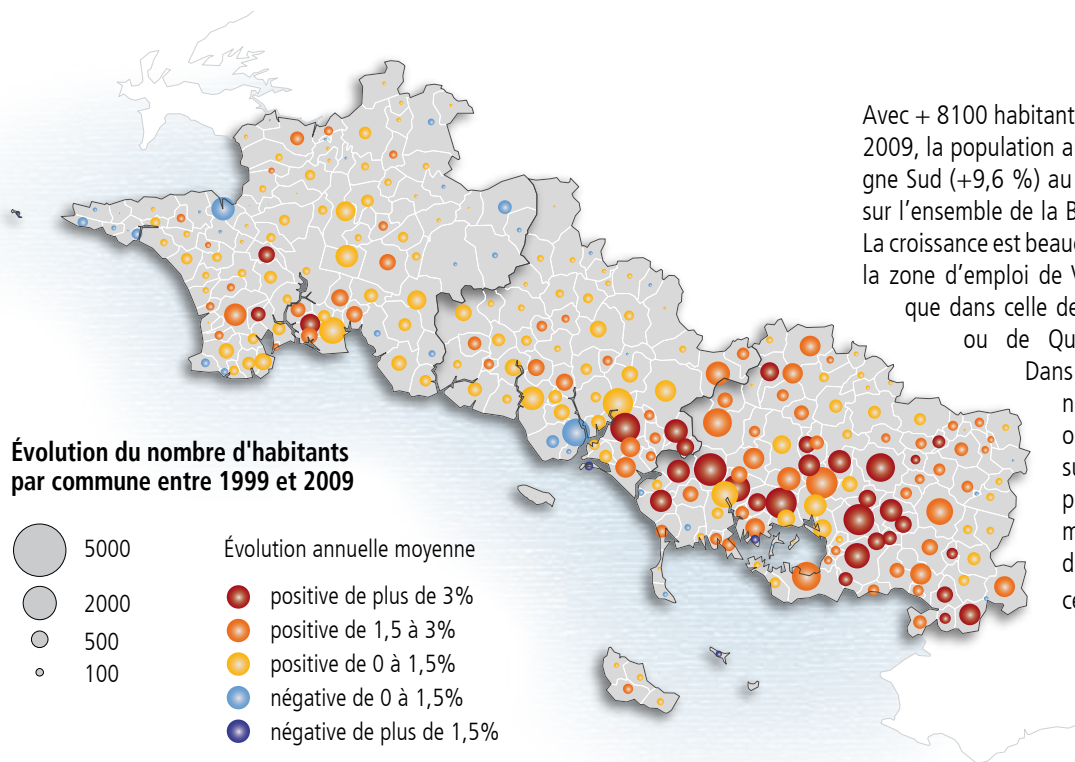 Évolution du nombre d'habitants
par commune entre 1999 et 2009
5000
2000
500
100
Évolution annuelle moyenne
positive de plus de 3%
positive de 1,5 à 3%
positive de 0 à 1,5%
négative de 0 à 1,5%
négative de plus de 1,5%
Avec + 8100 habitant
2009, la population a
gne Sud (+9,6 %) au
sur l’ensemble de la B
La croissance est beauc
la zone d’emploi de V
que dans celle de
ou de Qu
Dans
n
o
su
p
m
d
ce